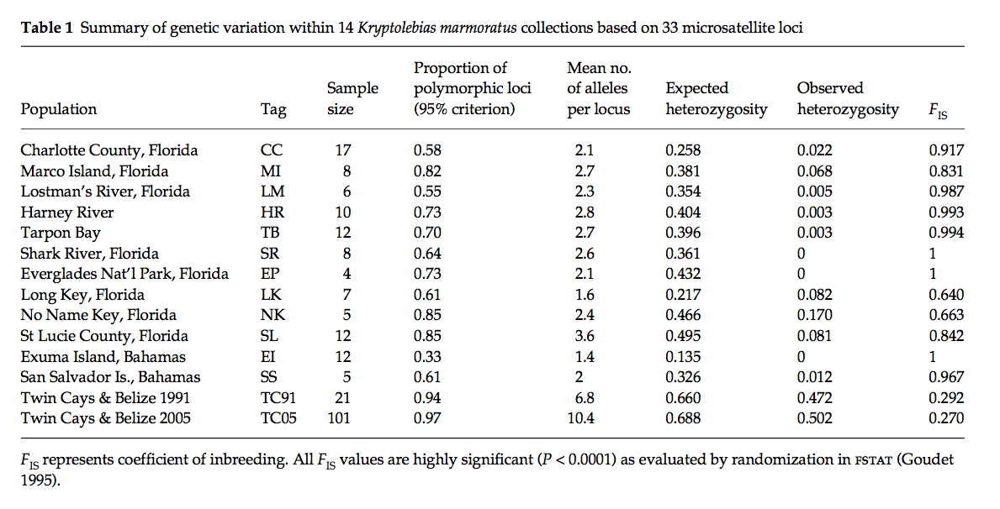 Table 1 Summary of genetic variation within 14 Kryptolebias marmoratus collections based on 33 microsatellite loci
Population Tag Sample size Proportion of polymorphic loci (95% criterion) Mean no. of alleles per locus Expected heterozygosity Observed heterozygosity FIS
Charlotte County, Florida CC 17 0.58 2.1 0.258 0.022 0.917
Marco Island, Florida MI 8 0.82 2.7 0.381 0.068 0.831
Lostman's River, Florida LM 6 0.55 2.3 0.354 0.005 0.987
Harney River HR 10 0.73 2.8 0.404 0.003 0.993
Tarpon Bay TB 12 0.70 2.7 0.396 0.003 0.994
Shark River, Florida SR 8 0.64 2.6 0.361 0 1
Everglades Nat'l Park, Florida EP 4 0.73 2.1 0.432 0 1
Long Key, Florida LK 7 0.61 1.6 0.217 0.082 0.640
No Name Key, Florida NK 5 0.85 2.4 0.466 0.170 0.663
St Lucie County, Florida SL 12 0.85 3.6 0.495 0.081 0.842
Exuma Island, Bahamas EI 12 0.33 1.4 0.135 0 1
San Salvador Is., Bahamas SS 5 0.61 2 0.326 0.012 0.967
Twin Cays & Belize 1991 TC91 21 0.94 6.8 0.660 0.472 0.292
Twin Cays & Belize 2005 TC05 101 0.97 10.4 0.688 0.502 0.270
FIS represents coefficient of inbreeding. All FIS values are highly significant (P < 0.0001) as evaluated by randomization in FSTAT (Goudet
1995).